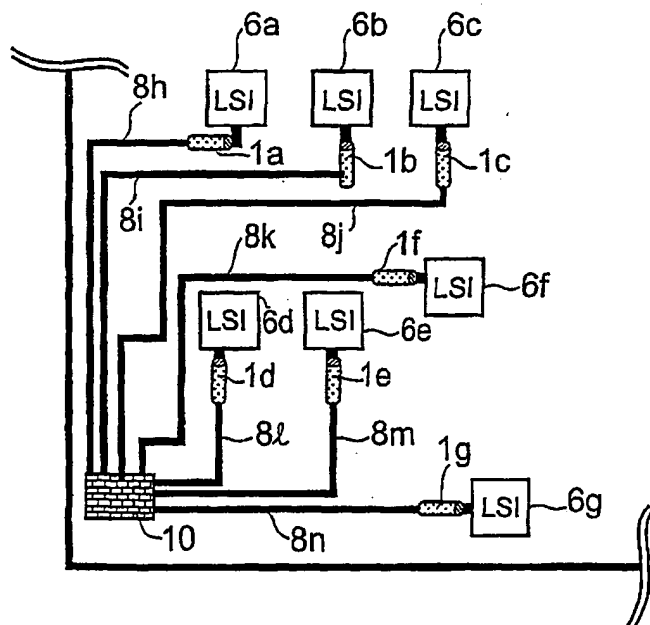 6a 6b 6c
LSI LSI LSI
8h
1a 1b 1c
8i 8j
8k 1f
LSI 6f
LSI 6d LSI 6e
1d 1e
8ℓ 8m
1g
LSI 6g
10 8n